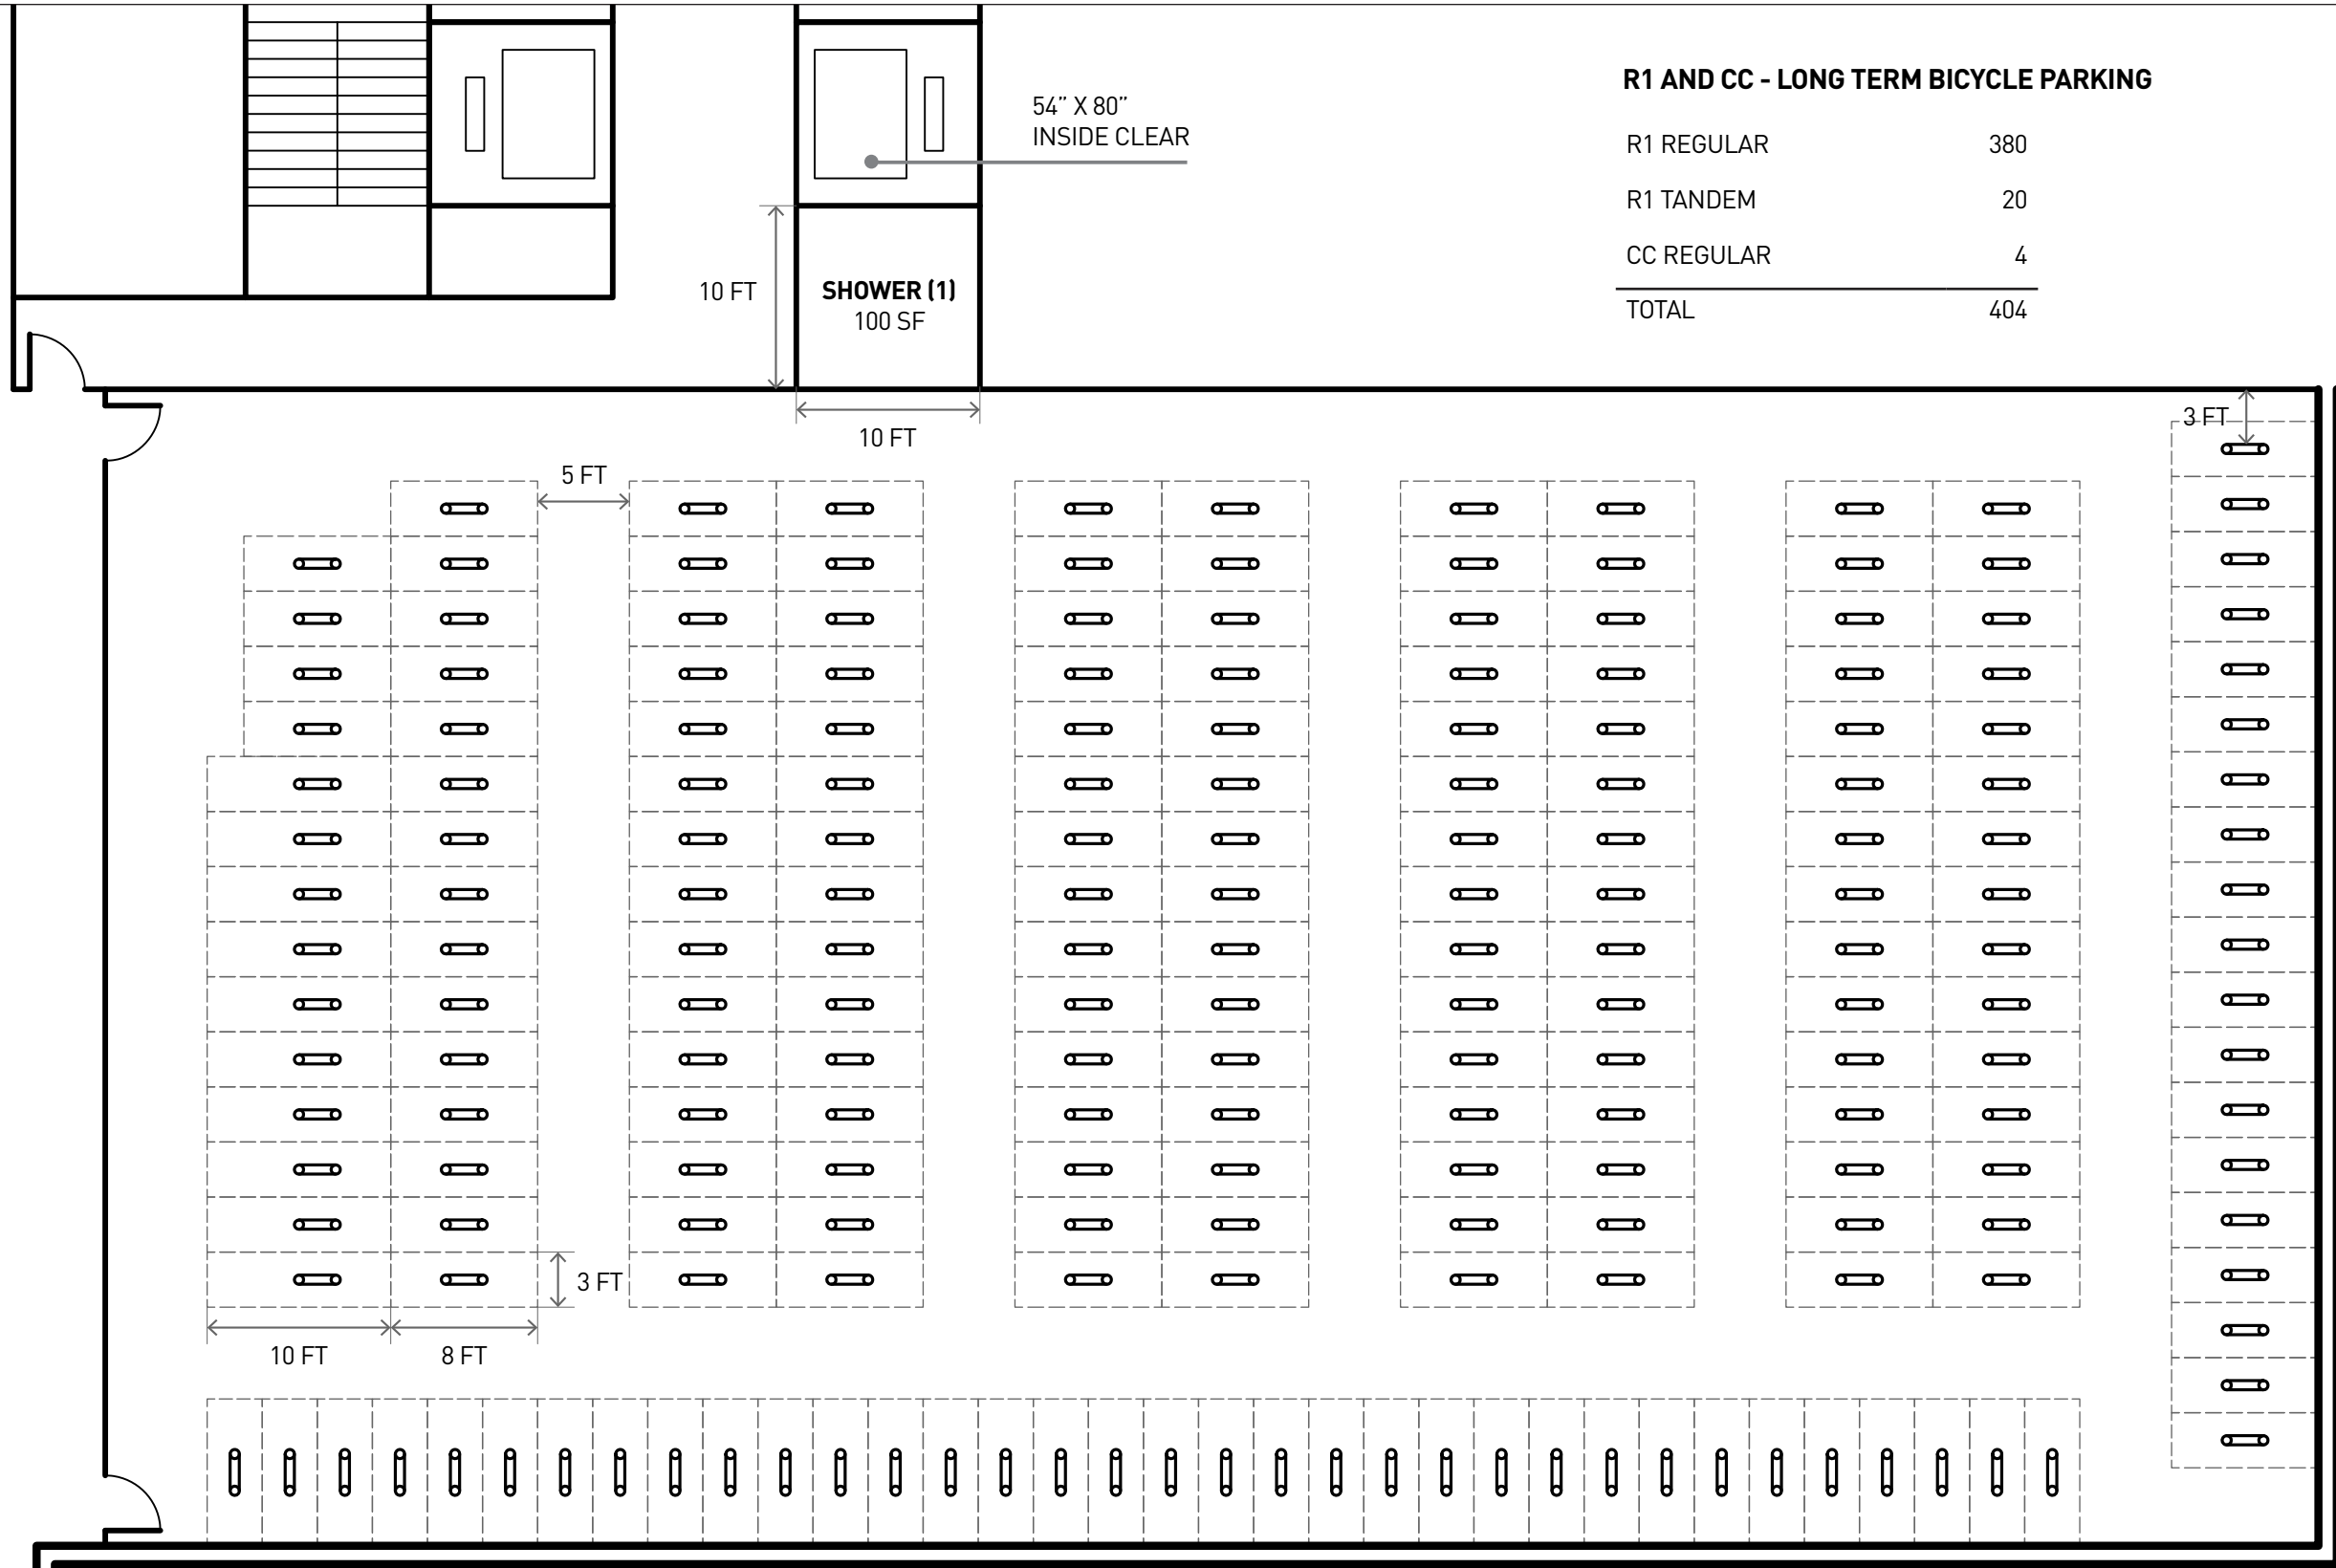 R1 AND CC - LONG TERM BICYCLE PARKING
54” X 80”
INSIDE CLEAR
R1 REGULAR 380
R1 TANDEM 20
CC REGULAR 4
TOTAL 404
10 FT
SHOWER (1)
100 SF
3 FT
10 FT
5 FT
3 FT
10 FT
8 FT